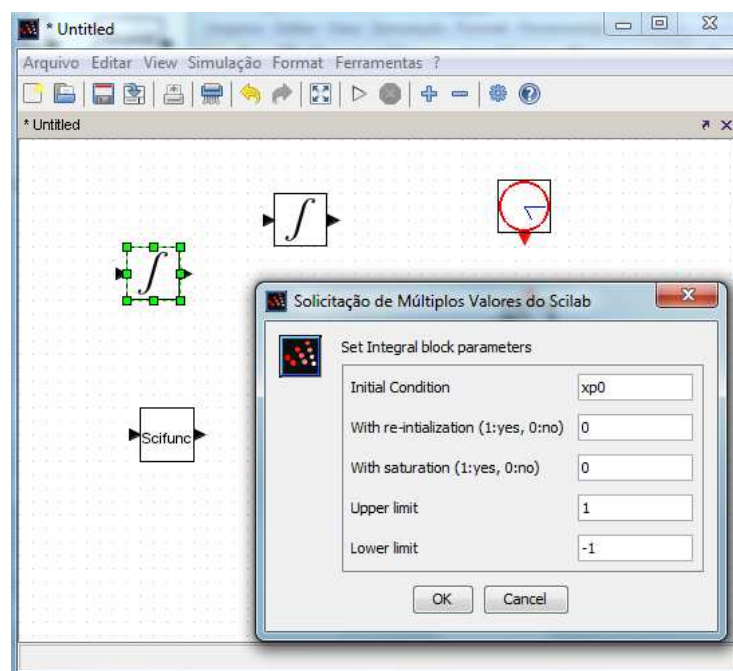 * Untitled
Arquivo Editar View Simulação Format Ferramentas ?
* Untitled
Solicitação de Múltiplos Valores do Scilab
Set Integral block parameters
Initial Condition xp0
With re-intialization (1:yes, 0:no) 0
With saturation (1:yes, 0:no) 0
Upper limit 1
Lower limit -1
OK Cancel
∫
∫
Scifunc